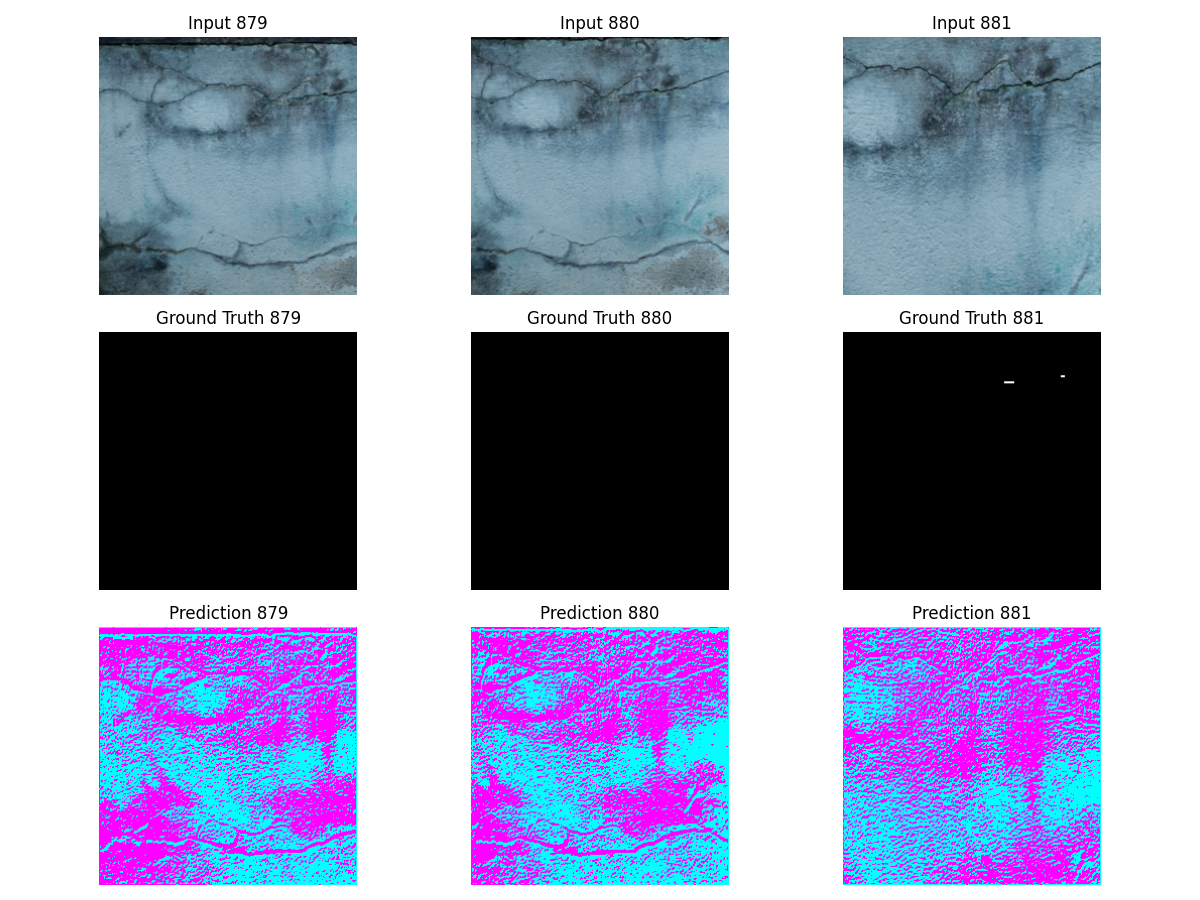 Input 879
Input 880
Input 881
Ground Truth 879
Ground Truth 880
Ground Truth 881
Prediction 879
Prediction 880
Prediction 881